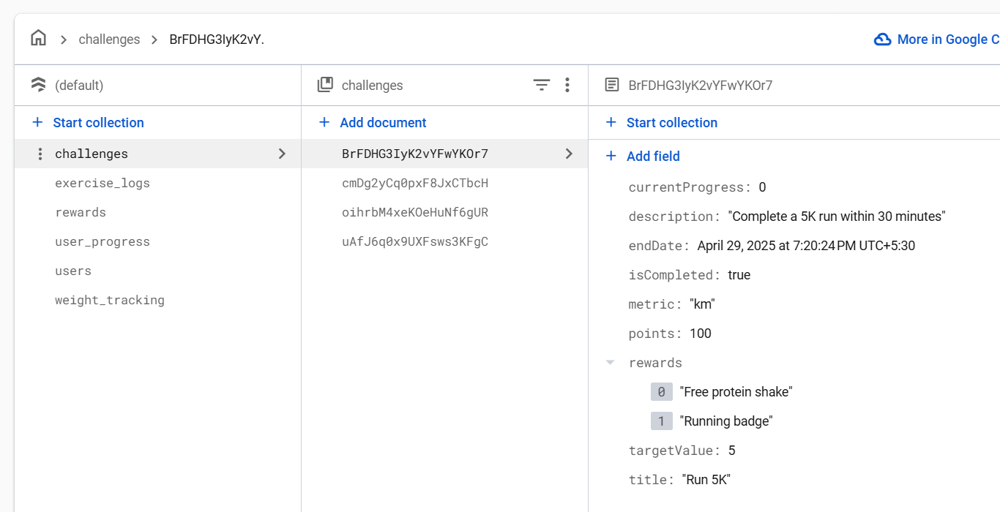 challenges BrFDHG3IyK2vY.
More in Google C
(default)
Start collection
challenges
exercise_logs
rewards
user_progress
users
weight_tracking
challenges
Add document
BrFDHG3IyK2vYFwYKOr7
cmDg2yCq0pxF8JxCTbcH
oihrbM4xeKOeHuNf6gUR
uAfJ6q0x9UXFsws3KFgC
BrFDHG3IyK2vYFwYKOr7
Start collection
Add field
currentProgress: 0
description: "Complete a 5K run within 30 minutes"
endDate: April 29, 2025 at 7:20:24 PM UTC+5:30
isCompleted: true
metric: "km"
points: 100
rewards
0 "Free protein shake"
1 "Running badge"
targetValue: 5
title: "Run 5K"